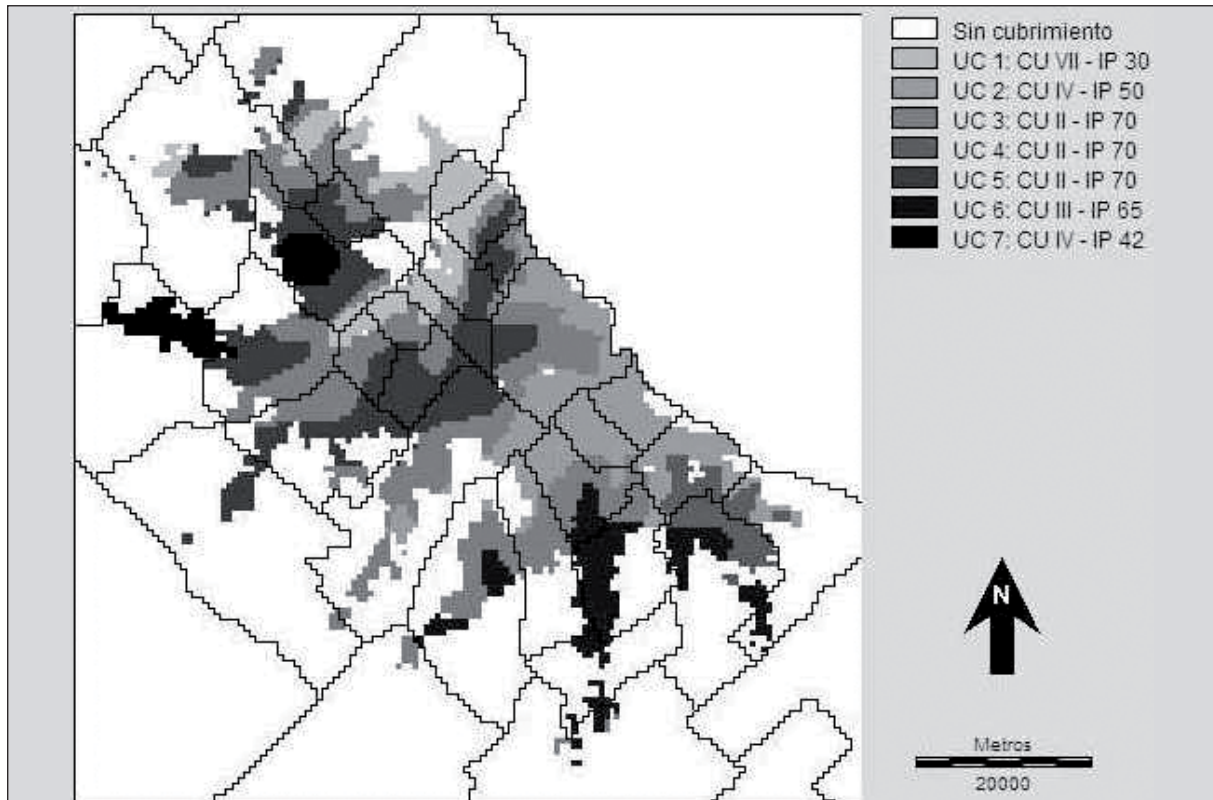 Sin cubrimiento
UC 1: CU VII - IP 30
UC 2: CU IV - IP 50
UC 3: CU II - IP 70
UC 4: CU II - IP 70
UC 5: CU II - IP 70
UC 6: CU III - IP 65
UC 7: CU IV - IP 42
N
Metros
20000